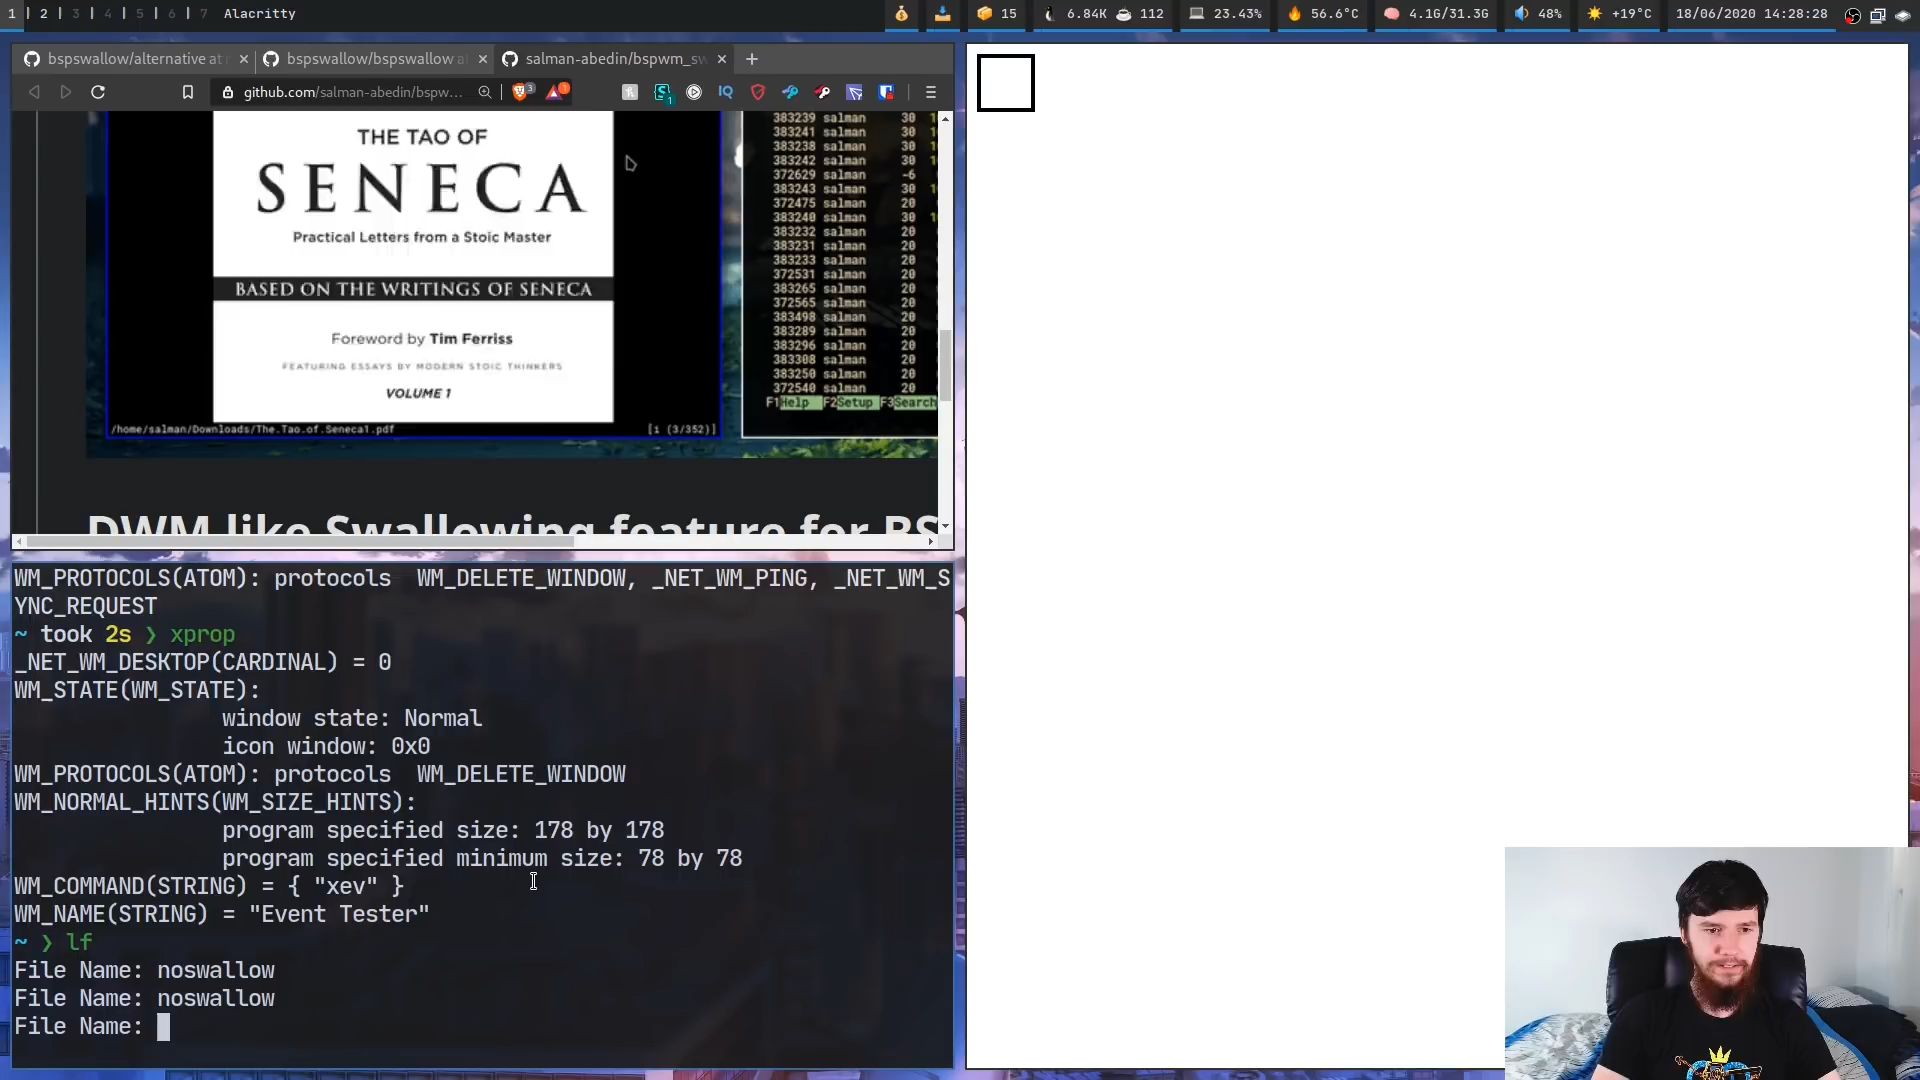 1 | 2 | 3 | 4 | 5 | 6 | 7 Alacritty
15
6.84K 112
23.43%
56.6°C
4.1G/31.3G
48%
+19°C
18/06/2020 14:28:28
bspswallow/alternative at
bspswallow/bspswallow a
salman-abedin/bspwm_sw
github.com/salman-abedin/bspw...
THE TAO OF
SENECA
Practical Letters from a Stoic Master
BASED ON THE WRITINGS OF SENECA
Foreword by Tim Ferriss
FEATURING ESSAYS BY MODERN STOIC THINKERS
VOLUME 1
/home/salman/Downloads/The.Tao.of.Seneca1.pdf [1 (3/352)]
383239 salman 30
383241 salman 30
383238 salman 30
383242 salman 30
372629 salman -6
383243 salman 30
372475 salman 20
383240 salman 30
383232 salman 20
383231 salman 20
383233 salman 20
372531 salman 20
383265 salman 20
372565 salman 20
383498 salman 20
383289 salman 20
383296 salman 20
383308 salman 20
383250 salman 20
372540 salman 20
F1Help F2Setup F3Search
DWM like Swallowing feature for BS
WM_PROTOCOLS(ATOM): protocols  WM_DELETE_WINDOW, _NET_WM_PING, _NET_WM_S
YNC_REQUEST
~ took 2s ❯ xprop
_NET_WM_DESKTOP(CARDINAL) = 0
WM_STATE(WM_STATE):
window state: Normal
icon window: 0x0
WM_PROTOCOLS(ATOM): protocols  WM_DELETE_WINDOW
WM_NORMAL_HINTS(WM_SIZE_HINTS):
program specified size: 178 by 178
program specified minimum size: 78 by 78
WM_COMMAND(STRING) = { "xev" }
WM_NAME(STRING) = "Event Tester"
~ ❯ lf
File Name: noswallow
File Name: noswallow
File Name: